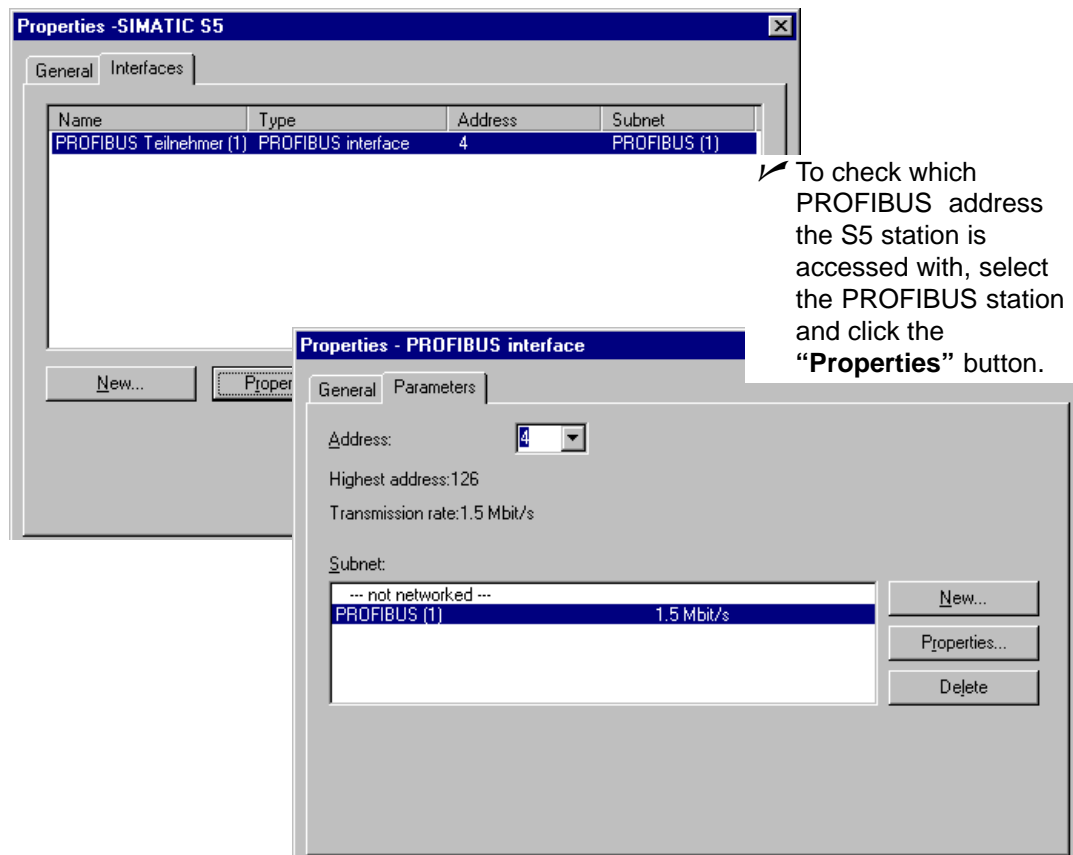 Properties -SIMATIC S5
General Interfaces
Name Type Address Subnet
PROFIBUS Teilnehmer (1) PROFIBUS interface 4 PROFIBUS (1)
To check which
PROFIBUS address
the S5 station is
accessed with, select
the PROFIBUS station
and click the
“Properties” button.
New... Proper
Properties - PROFIBUS interface
General Parameters
Address: 4
Highest address:126
Transmission rate:1.5 Mbit/s
Subnet:
--- not networked ---
PROFIBUS (1) 1.5 Mbit/s
New...
Properties...
Delete